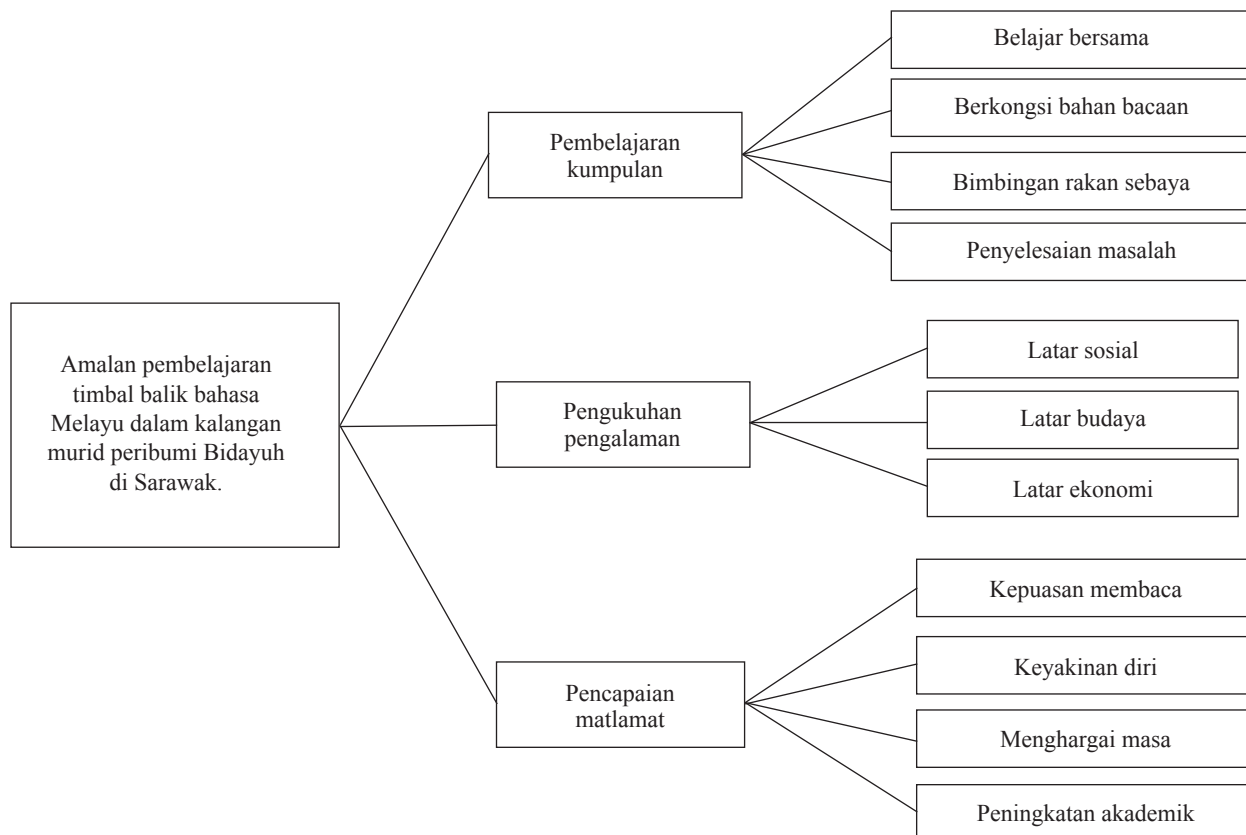 Amalan pembelajaran
timbal balik bahasa
Melayu dalam kalangan
murid peribumi Bidayuh
di Sarawak.
Pembelajaran
kumpulan
Belajar bersama
Berkongsi bahan bacaan
Bimbingan rakan sebaya
Penyelesaian masalah
Pengukuhan
pengalaman
Latar sosial
Latar budaya
Latar ekonomi
Pencapaian
matlamat
Kepuasan membaca
Keyakinan diri
Menghargai masa
Peningkatan akademik